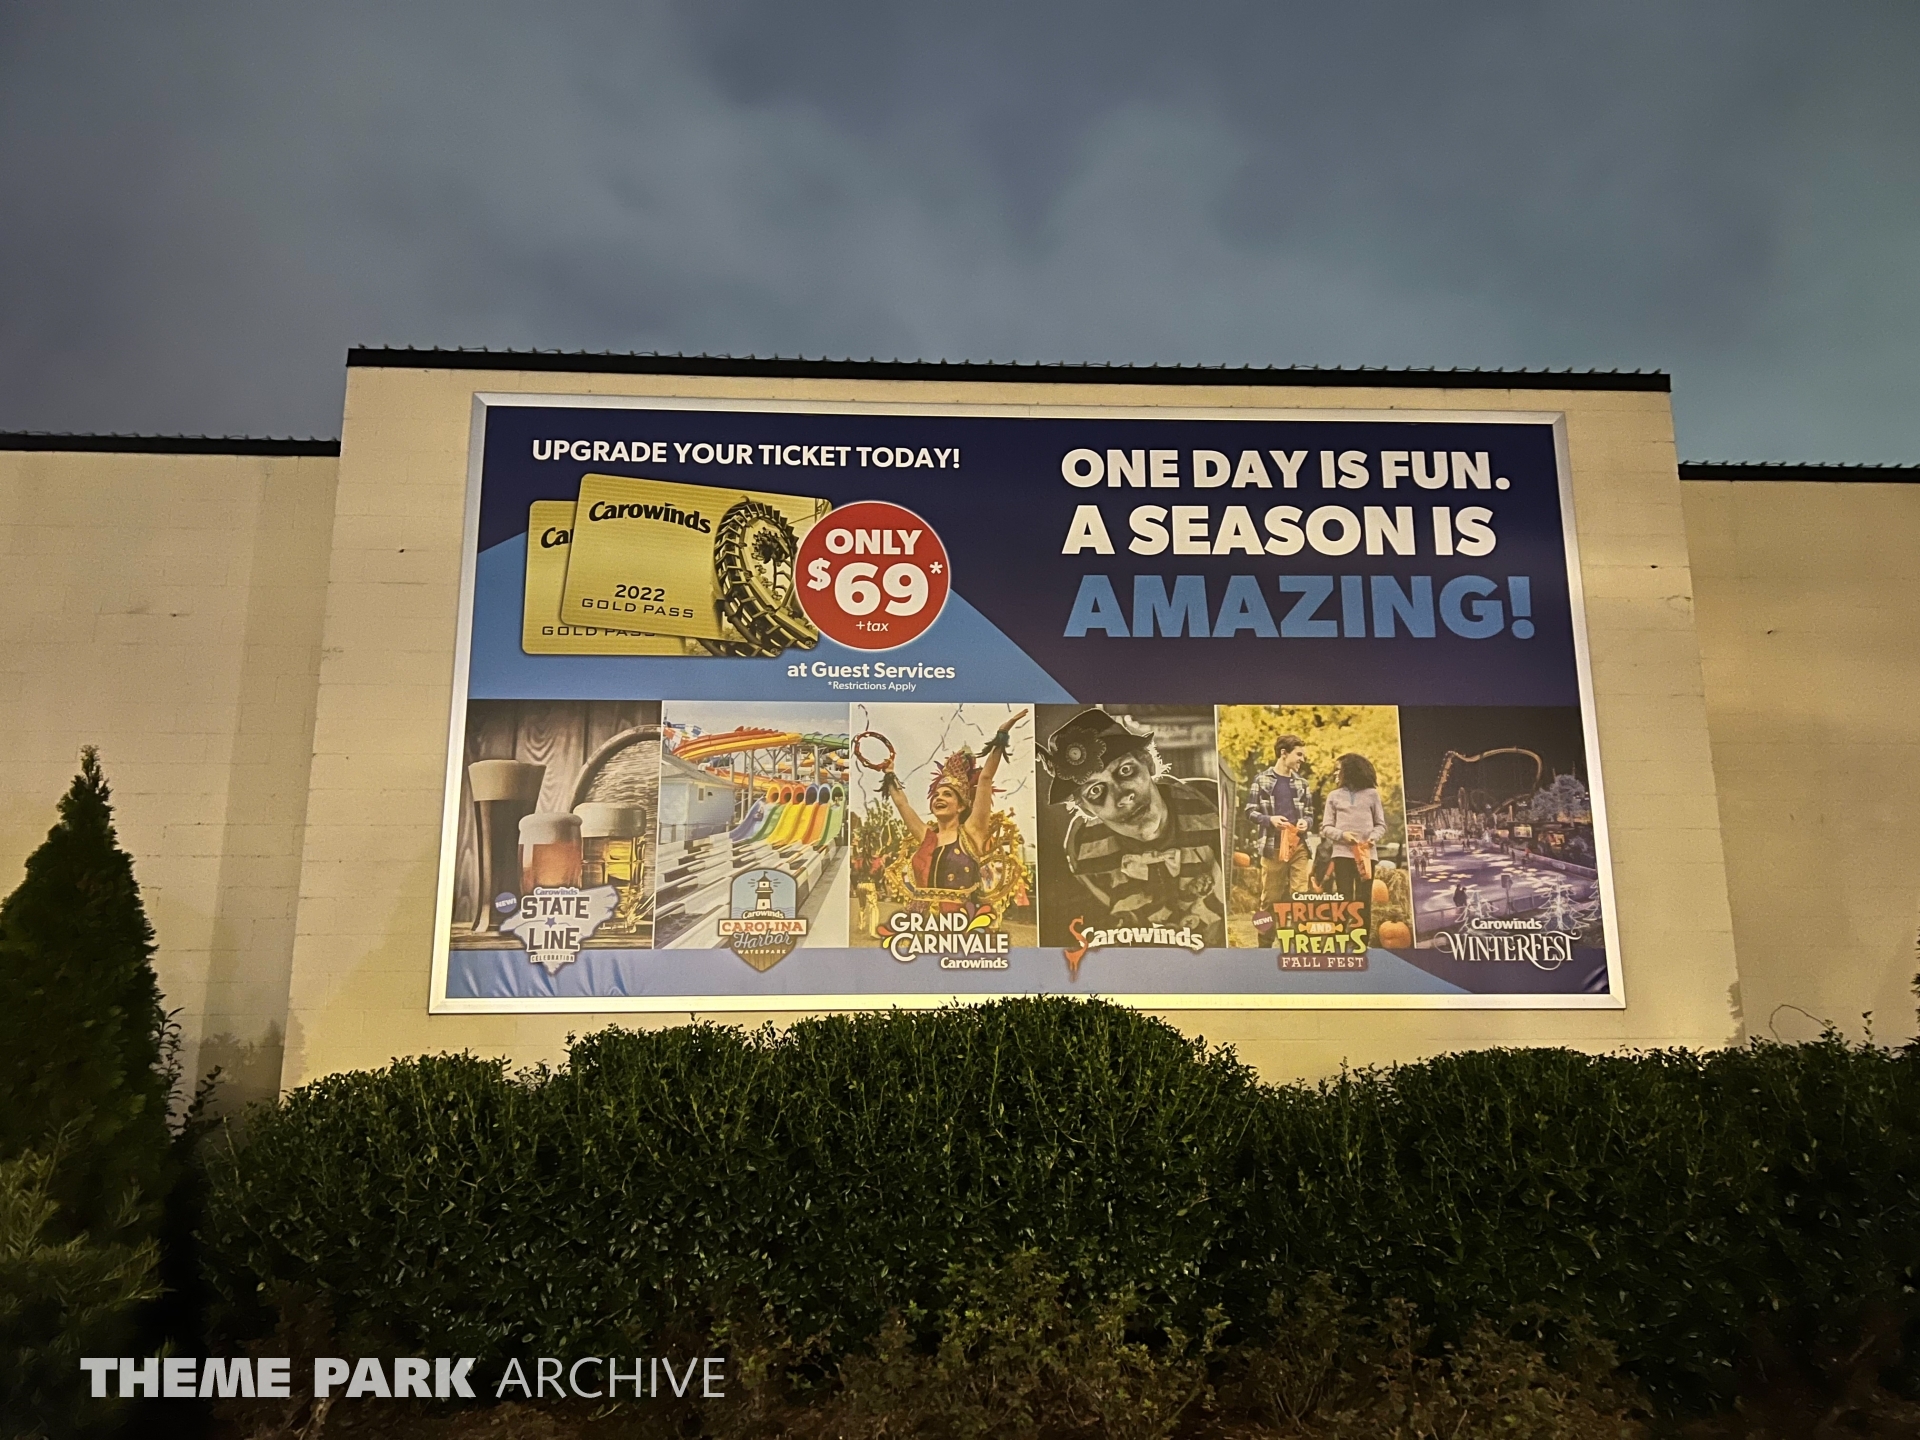 UPGRADE YOUR TICKET TODAY!
Carowinds
2022
GOLD PASS
Ca
GOLD PASS
ONLY
$69*
+tax
at Guest Services
*Restrictions Apply
ONE DAY IS FUN.
A SEASON IS
AMAZING!
NEW!
Carowinds
STATE
LINE
CELEBRATION
Carowinds
CAROLINA
Harbor
WATERPARK
GRAND
CARNIVALE
Carowinds
SCarowinds
NEW!
Carowinds
TRICKS
AND
TREATS
FALL FEST
Carowinds
WINTERFEST
THEME PARK ARCHIVE